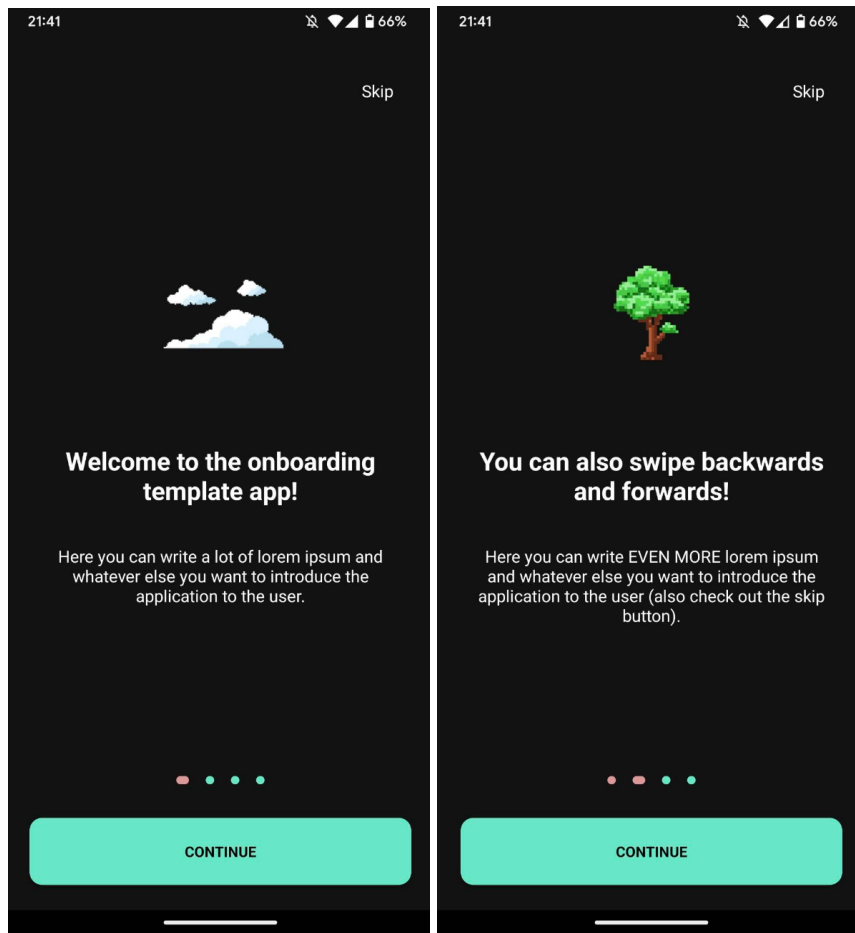 21:41
66%
Skip
Welcome to the onboarding
template app!
Here you can write a lot of lorem ipsum and
whatever else you want to introduce the
application to the user.
CONTINUE
21:41
66%
Skip
You can also swipe backwards
and forwards!
Here you can write EVEN MORE lorem ipsum
and whatever else you want to introduce the
application to the user (also check out the skip
button).
CONTINUE